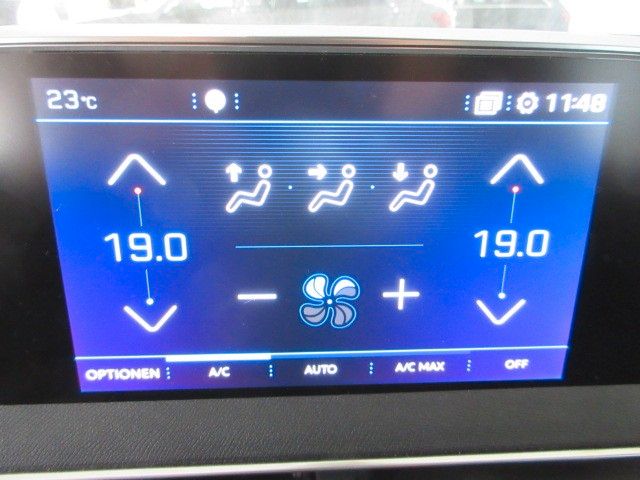 23°C 11:48
19.0 19.0
OPTIONEN A/C AUTO A/C MAX OFF